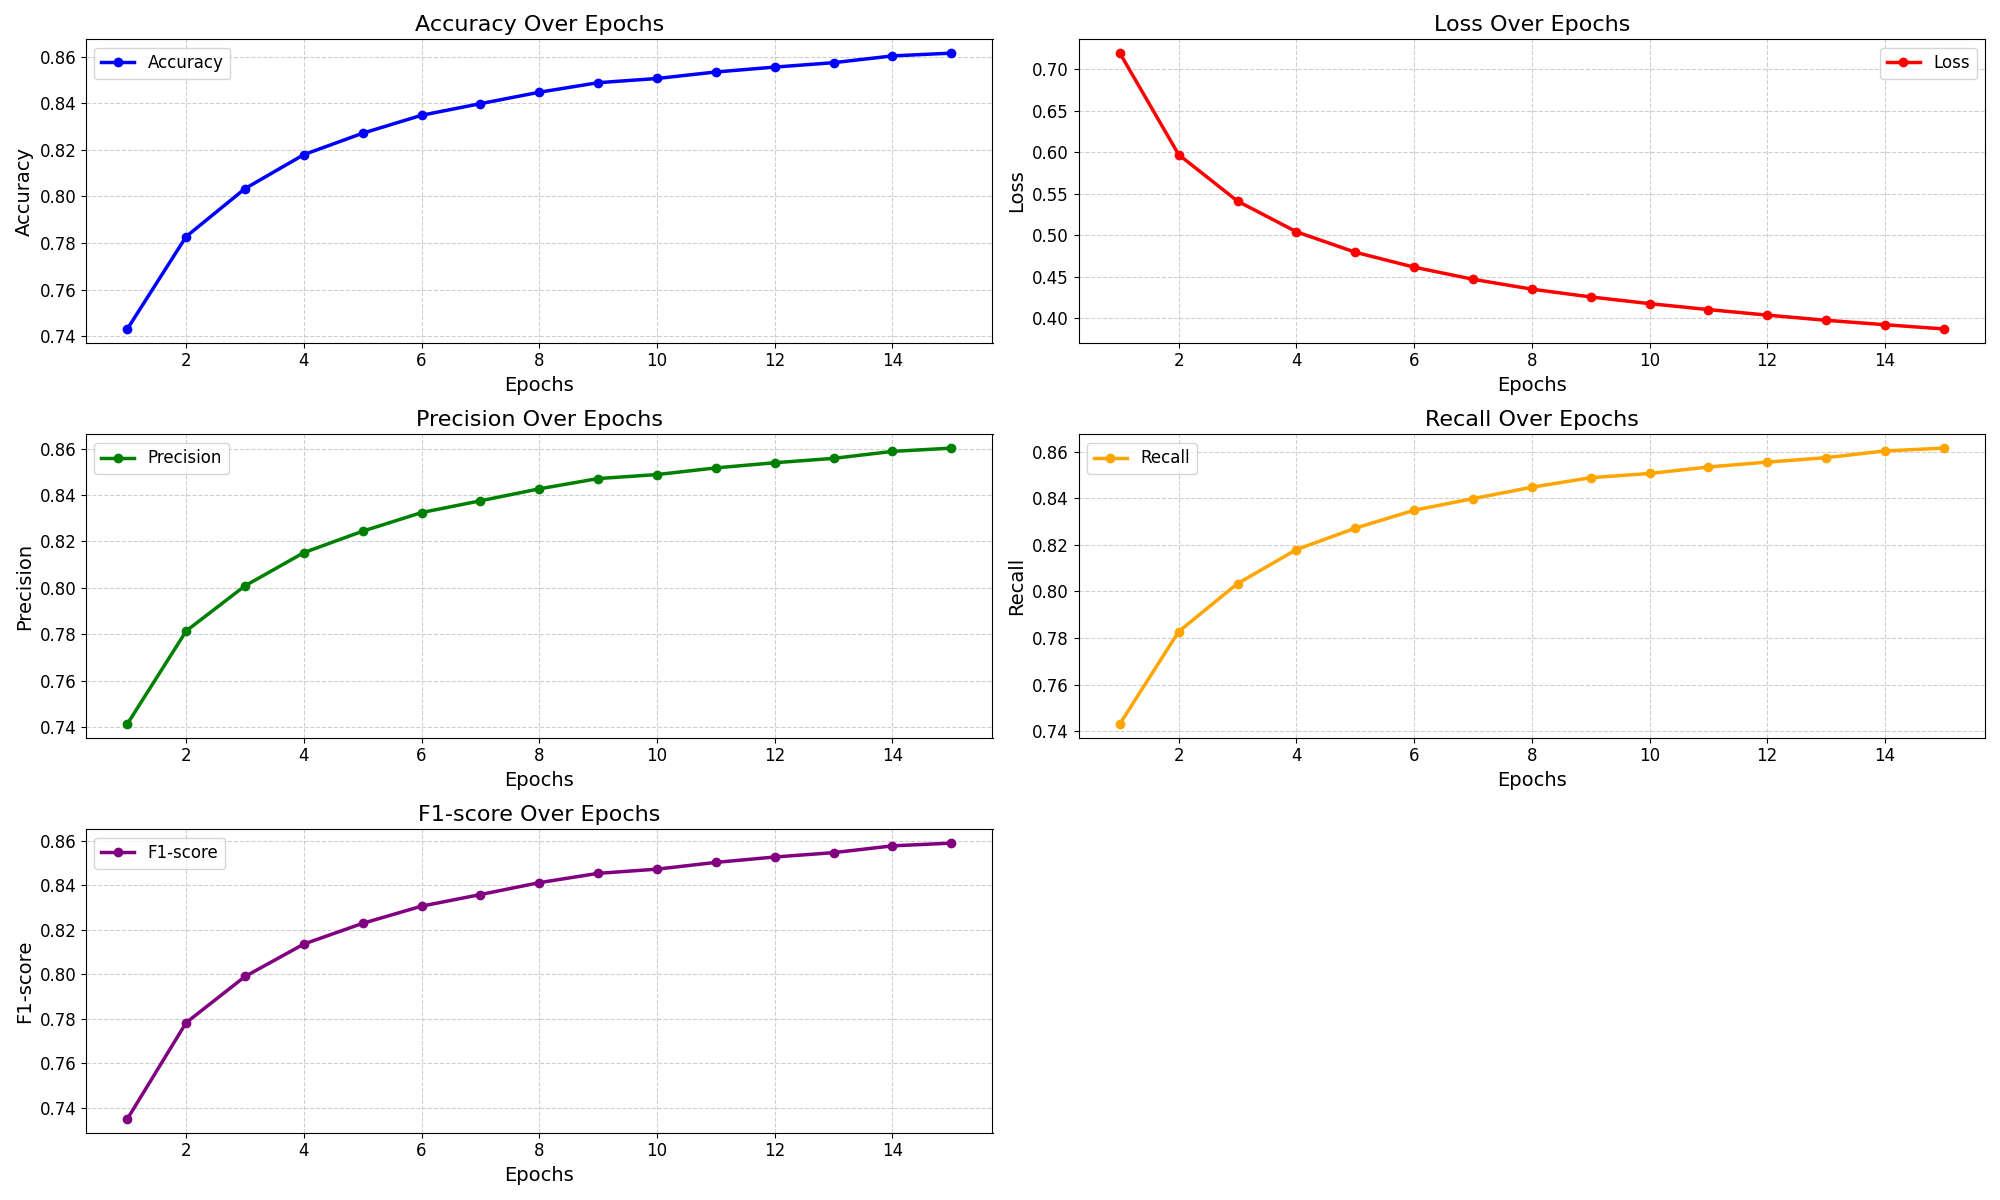 Accuracy Over Epochs
Accuracy
0.86
0.84
0.82
0.80
0.78
0.76
0.74
Accuracy
2 4 6 8 10 12 14
Epochs
Loss Over Epochs
Loss
0.70
0.65
0.60
0.55
0.50
0.45
0.40
Loss
2 4 6 8 10 12 14
Epochs
Precision Over Epochs
Precision
0.86
0.84
0.82
0.80
0.78
0.76
0.74
Precision
2 4 6 8 10 12 14
Epochs
Recall Over Epochs
Recall
0.86
0.84
0.82
0.80
0.78
0.76
0.74
Recall
2 4 6 8 10 12 14
Epochs
F1-score Over Epochs
F1-score
0.86
0.84
0.82
0.80
0.78
0.76
0.74
F1-score
2 4 6 8 10 12 14
Epochs